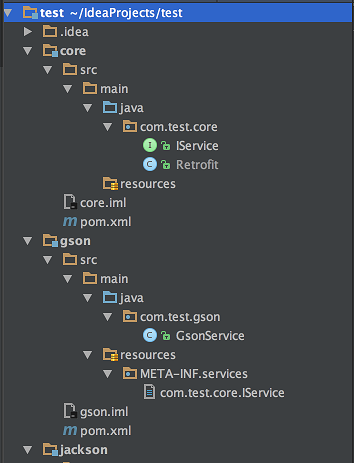 test ~/IdeaProjects/test
.idea
core
src
main
java
com.test.core
I IService
C Retrofit
resources
core.iml
m pom.xml
gson
src
main
java
com.test.gson
C GsonService
resources
META-INF.services
com.test.core.IService
gson.iml
m pom.xml
jackson